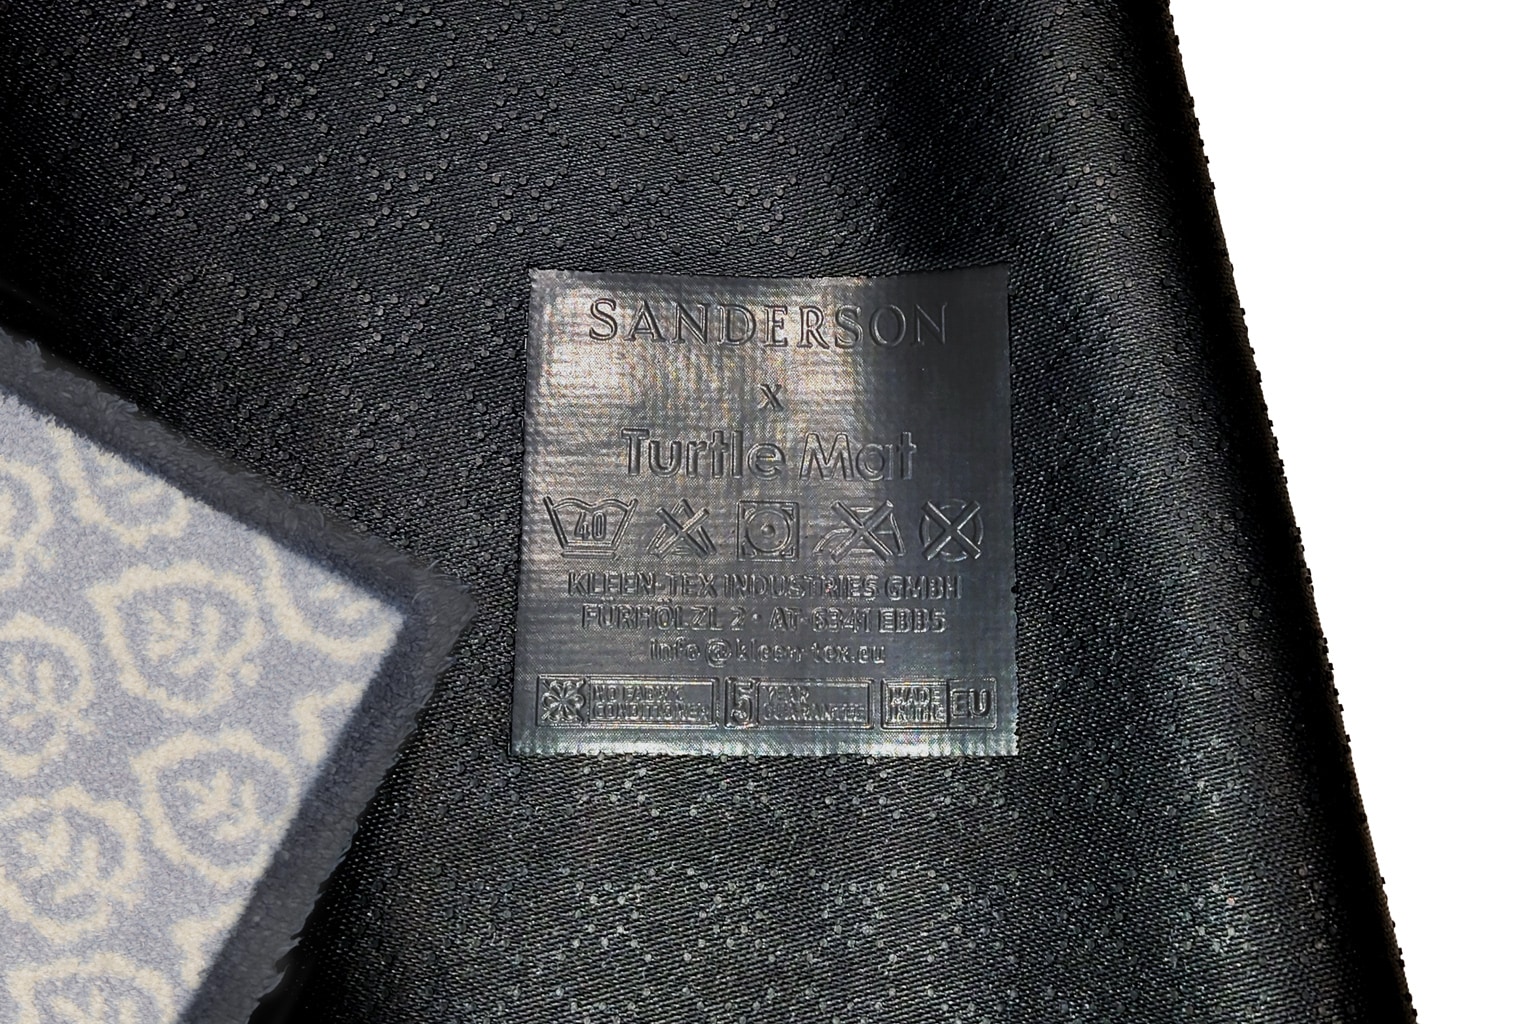 SANDERSON
x
Turtle Mat
40
KLEEN-TEX INDUSTRIES GMBH
FÜRHÖLZL 2 · AT-6341 EBBS
info@kleen-tex.eu
NO FABRIC
CONDITIONER
5 YEAR
GUARANTEE
MADE
IN THE
EU